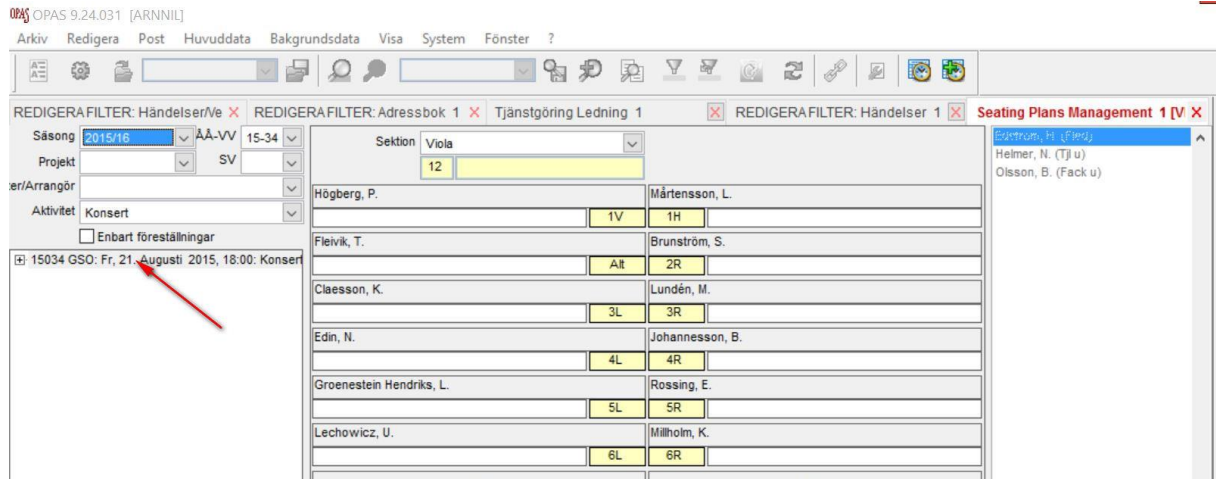 OPAS OPAS 9.24.031 [ARNNIL]
Arkiv Redigera Post Huvuddata Bakgrundsdata Visa System Fönster ?
REDIGERA FILTER: Händelser/Ve REDIGERA FILTER: Adressbok 1 Tjänstgöring Ledning 1 REDIGERA FILTER: Händelser 1 Seating Plans Management 1 [Vi
Säsong 2015/16 ÅÅ-VV 15-34
Projekt SV
er/Arrangör
Aktivitet Konsert
Enbart föreställningar
15034 GSO: Fr, 21. Augusti 2015, 18:00: Konsert
Sektion Viola
12
Högberg, P. Mårtensson, L.
1V 1H
Fleivik, T. Brunström, S.
Alt 2R
Claesson, K. Lundén, M.
3L 3R
Edin, N. Johannesson, B.
4L 4R
Groenestein Hendriks, L. Rossing, E.
5L 5R
Lechowicz, U. Millholm, K.
6L 6R
Edström, H. (Fled)
Helmer, N. (Tjl u)
Olsson, B. (Fack u)